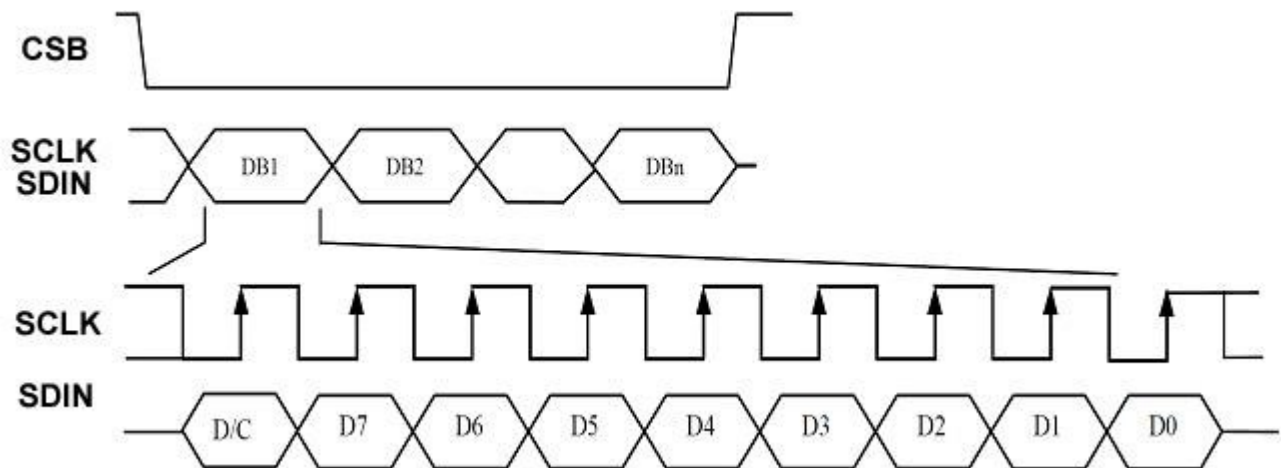 CSB
SCLK
SDIN
DB1 DB2 DBn
SCLK
SDIN
D/C D7 D6 D5 D4 D3 D2 D1 D0